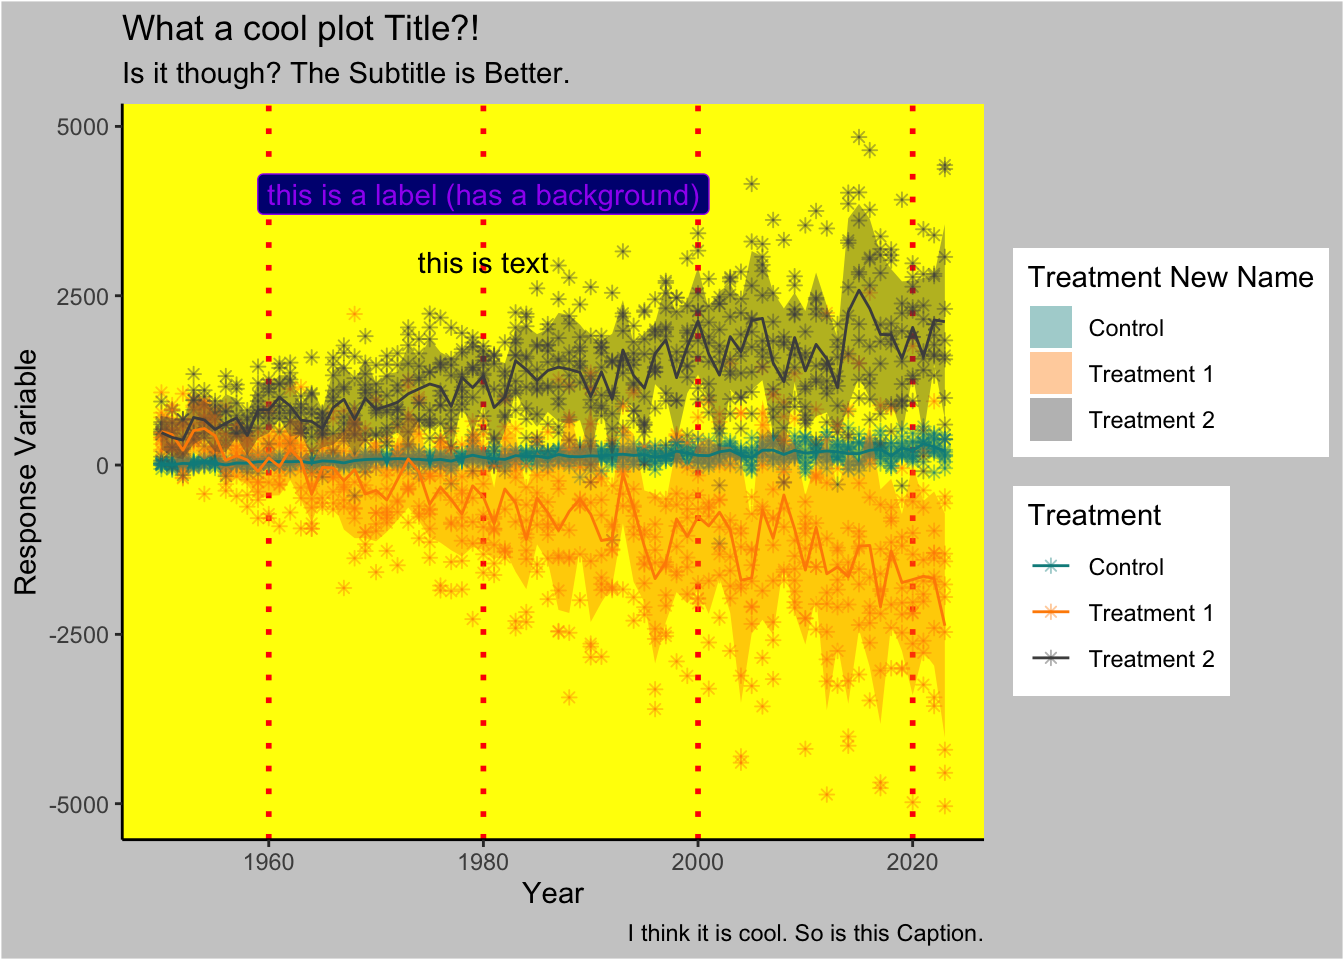 What a cool plot Title?!
Is it though? The Subtitle is Better.
Response Variable
5000
2500
0
-2500
-5000
this is a label (has a background)
this is text
1960
1980
2000
2020
Year
I think it is cool. So is this Caption.
Treatment New Name
Control
Treatment 1
Treatment 2
Treatment
Control
Treatment 1
Treatment 2